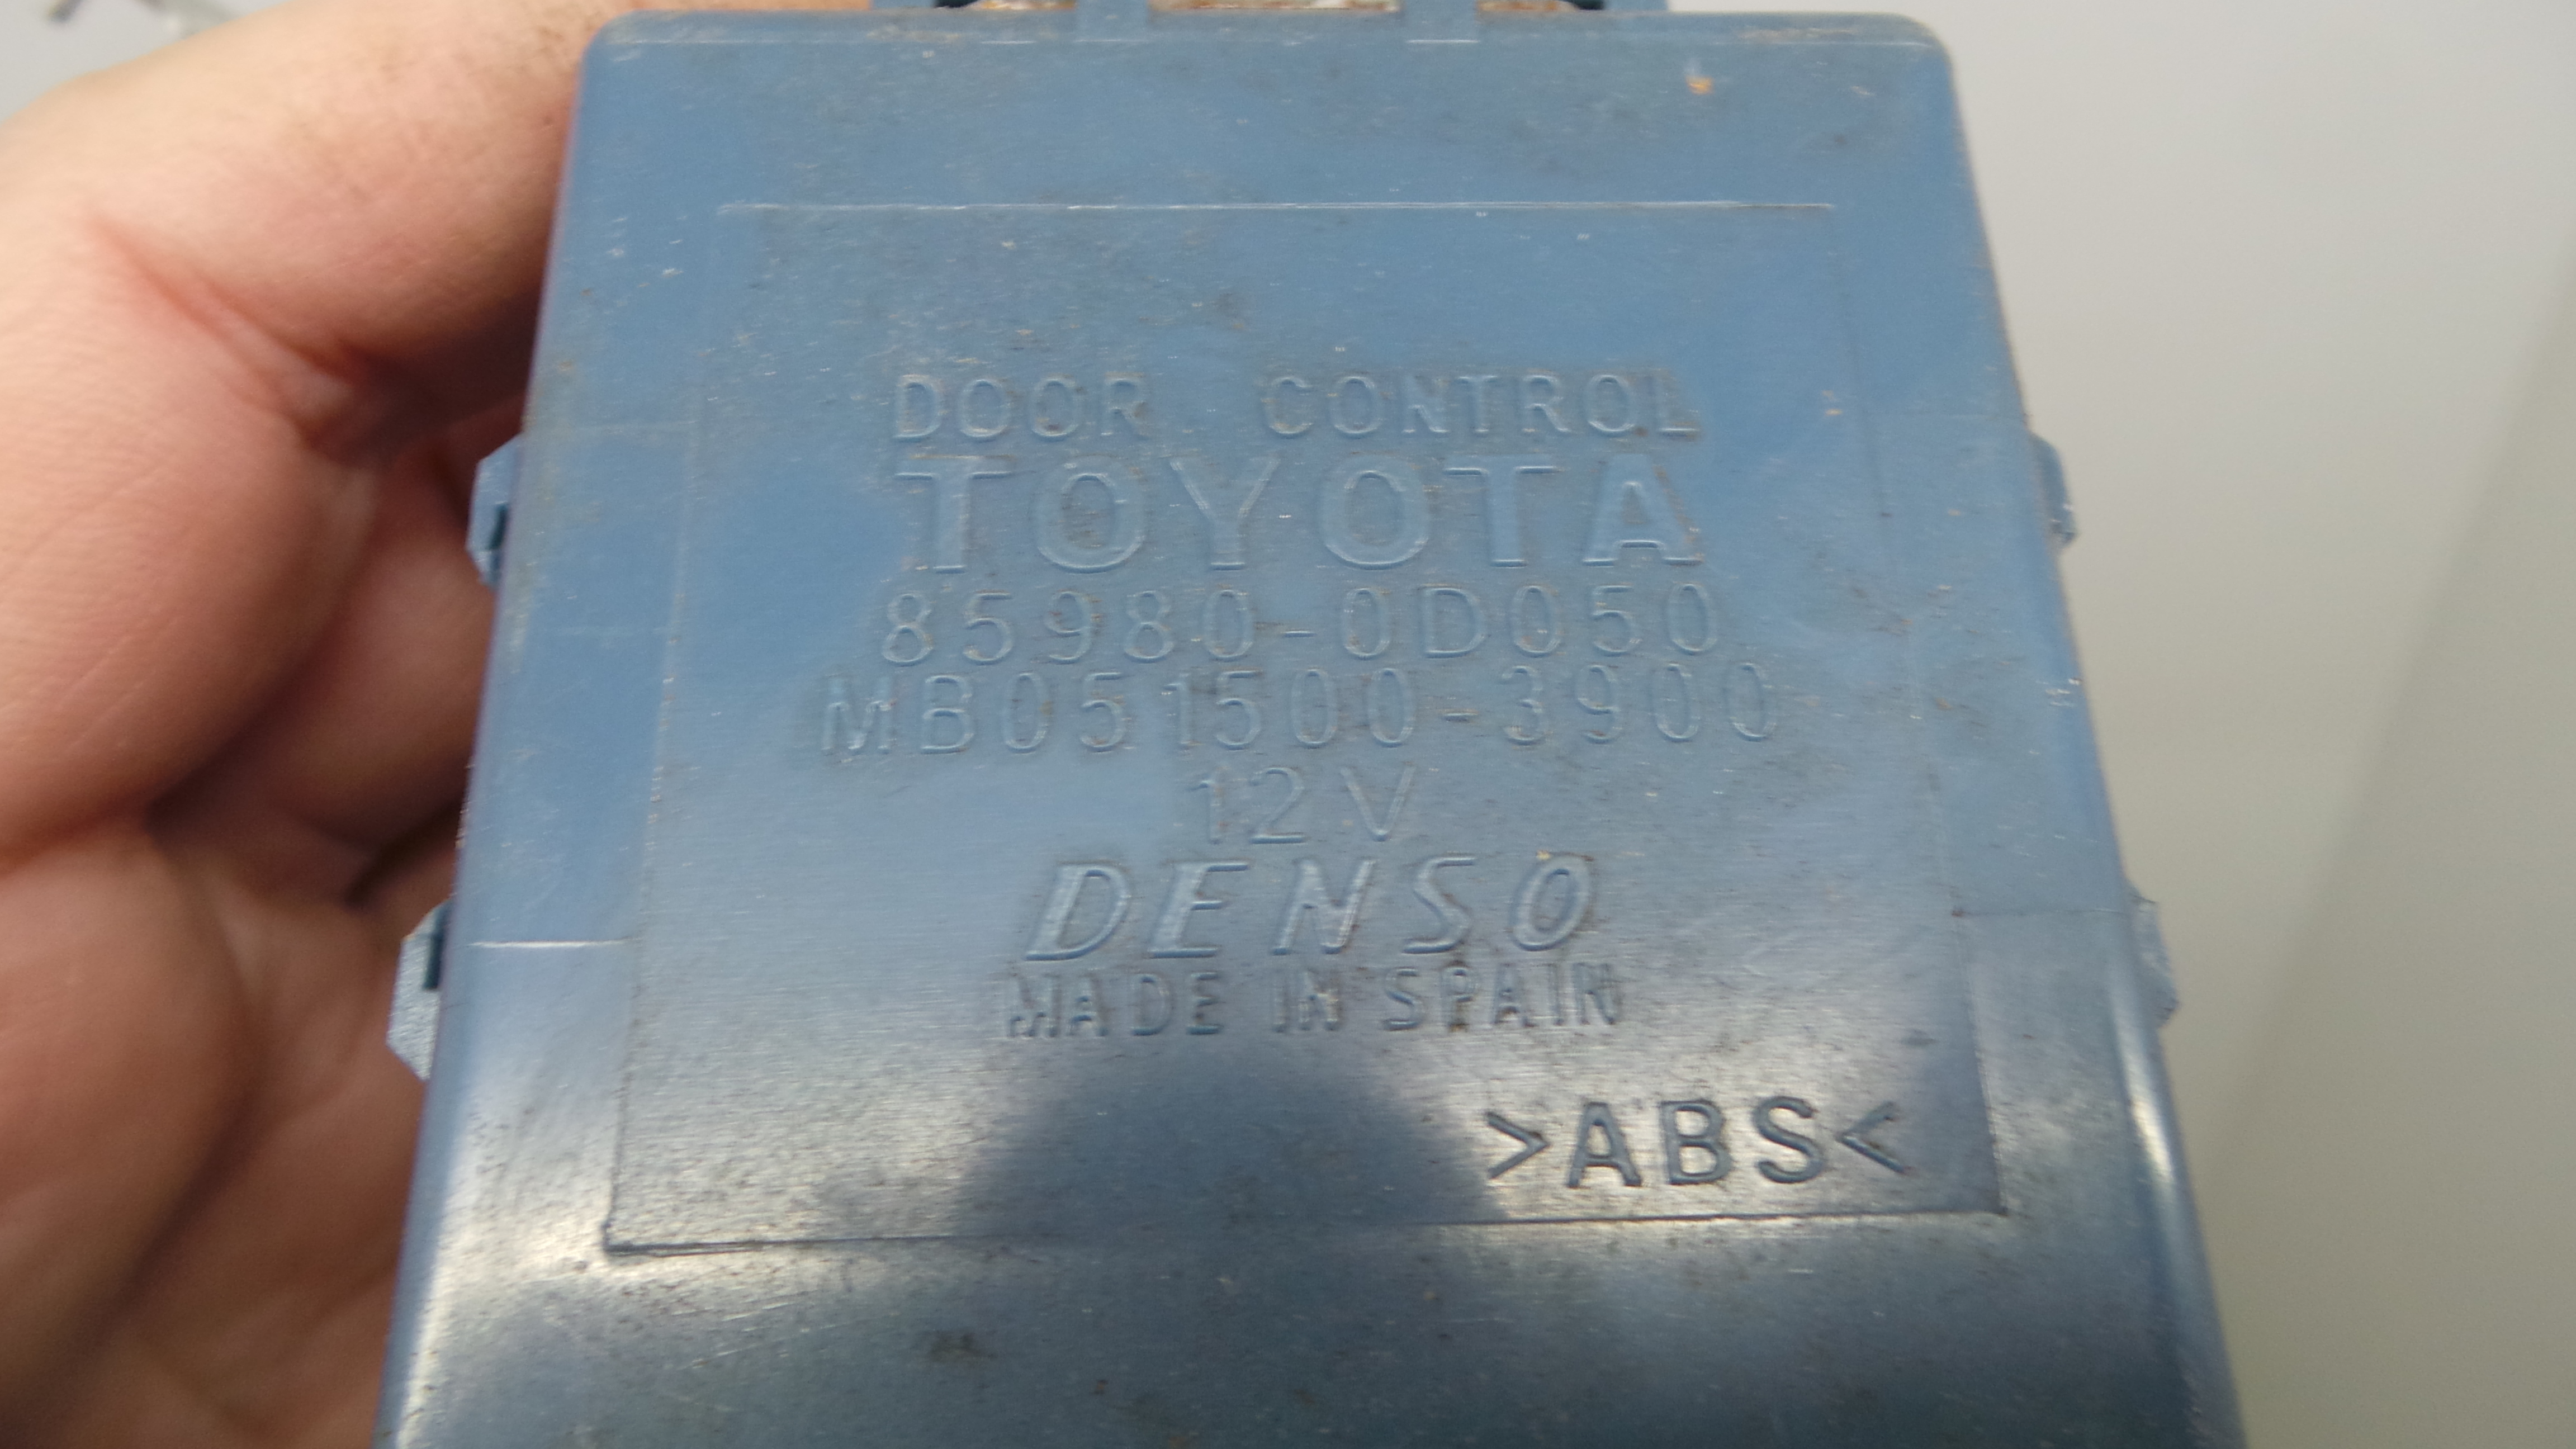 DOOR CONTROL
TOYOTA
85980-0D050
MB051500-3900
12V
DENSO
MADE IN SPAIN
>ABS<